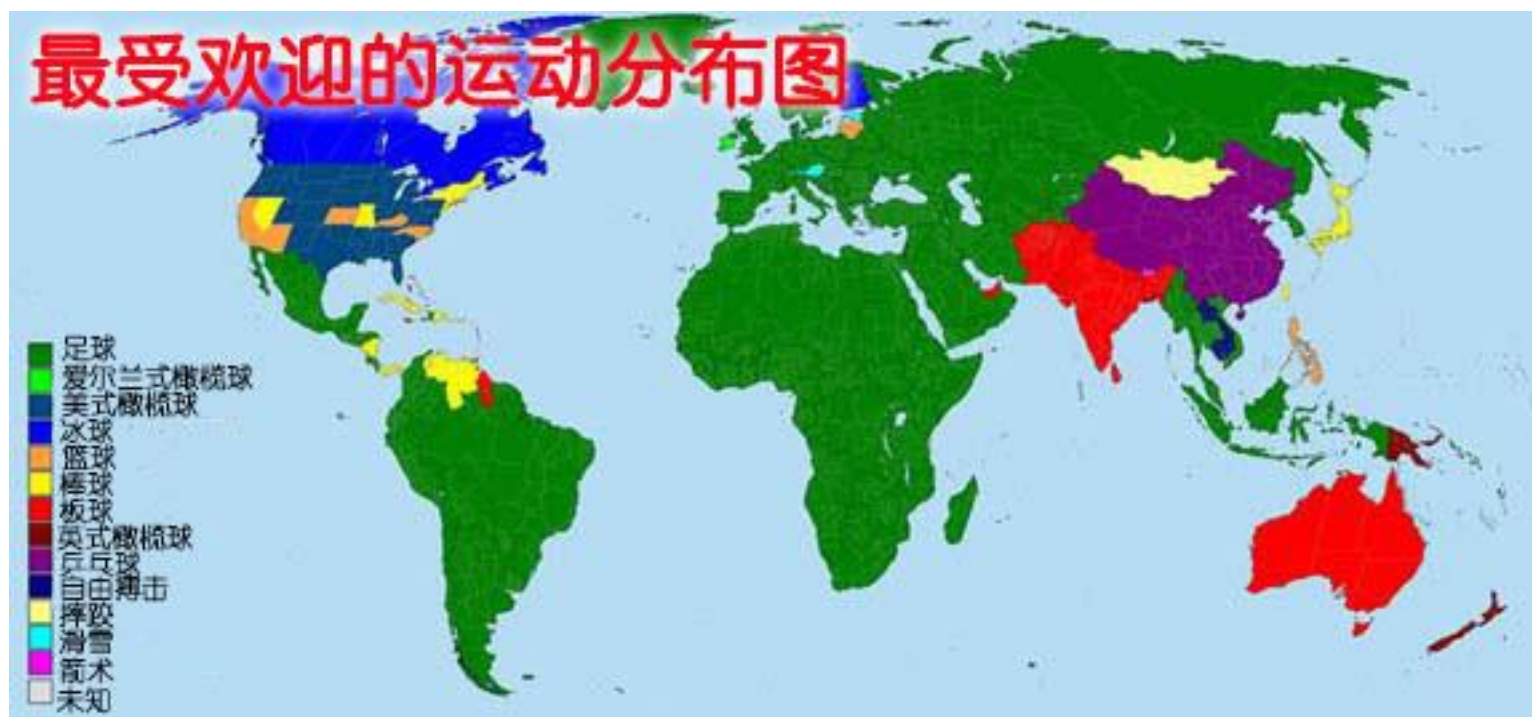 最受欢迎的运动分布图
足球
爱尔兰式橄榄球
美式橄榄球
冰球
篮球
棒球
板球
英式橄榄球
乒乓球
自由搏击
摔跤
滑雪
箭术
未知